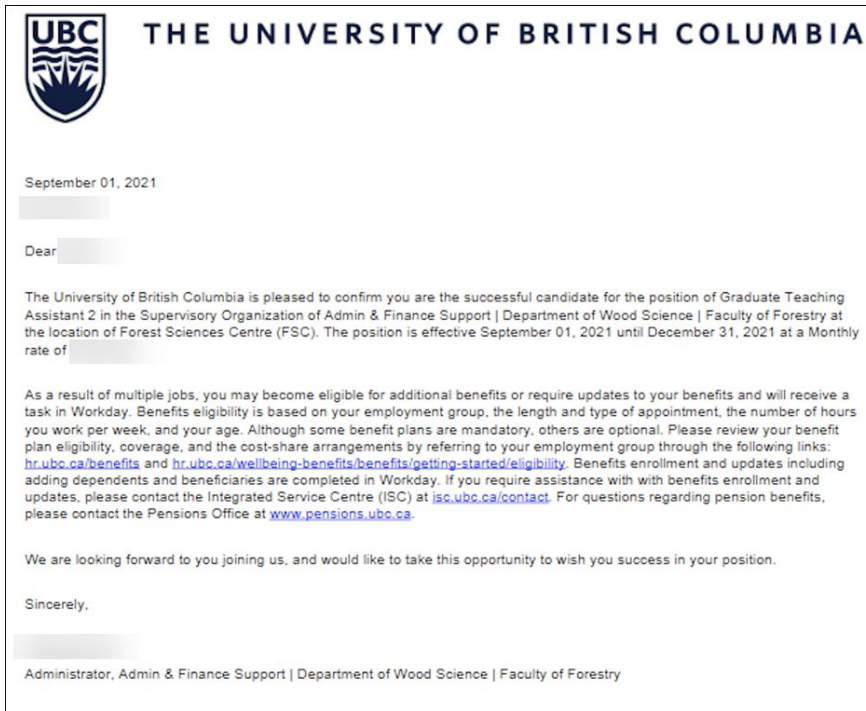 UBC
THE UNIVERSITY OF BRITISH COLUMBIA
September 01, 2021
Dear
The University of British Columbia is pleased to confirm you are the successful candidate for the position of Graduate Teaching
Assistant 2 in the Supervisory Organization of Admin & Finance Support | Department of Wood Science | Faculty of Forestry at
the location of Forest Sciences Centre (FSC). The position is effective September 01, 2021 until December 31, 2021 at a Monthly
rate of
As a result of multiple jobs, you may become eligible for additional benefits or require updates to your benefits and will receive a
task in Workday. Benefits eligibility is based on your employment group, the length and type of appointment, the number of hours
you work per week, and your age. Although some benefit plans are mandatory, others are optional. Please review your benefit
plan eligibility, coverage, and the cost-share arrangements by referring to your employment group through the following links:
hr.ubc.ca/benefits and hr.ubc.ca/wellbeing-benefits/benefits/getting-started/eligibility. Benefits enrollment and updates including
adding dependents and beneficiaries are completed in Workday. If you require assistance with with benefits enrollment and
updates, please contact the Integrated Service Centre (ISC) at isc.ubc.ca/contact. For questions regarding pension benefits,
please contact the Pensions Office at www.pensions.ubc.ca.
We are looking forward to you joining us, and would like to take this opportunity to wish you success in your position.
Sincerely,
Administrator, Admin & Finance Support | Department of Wood Science | Faculty of Forestry